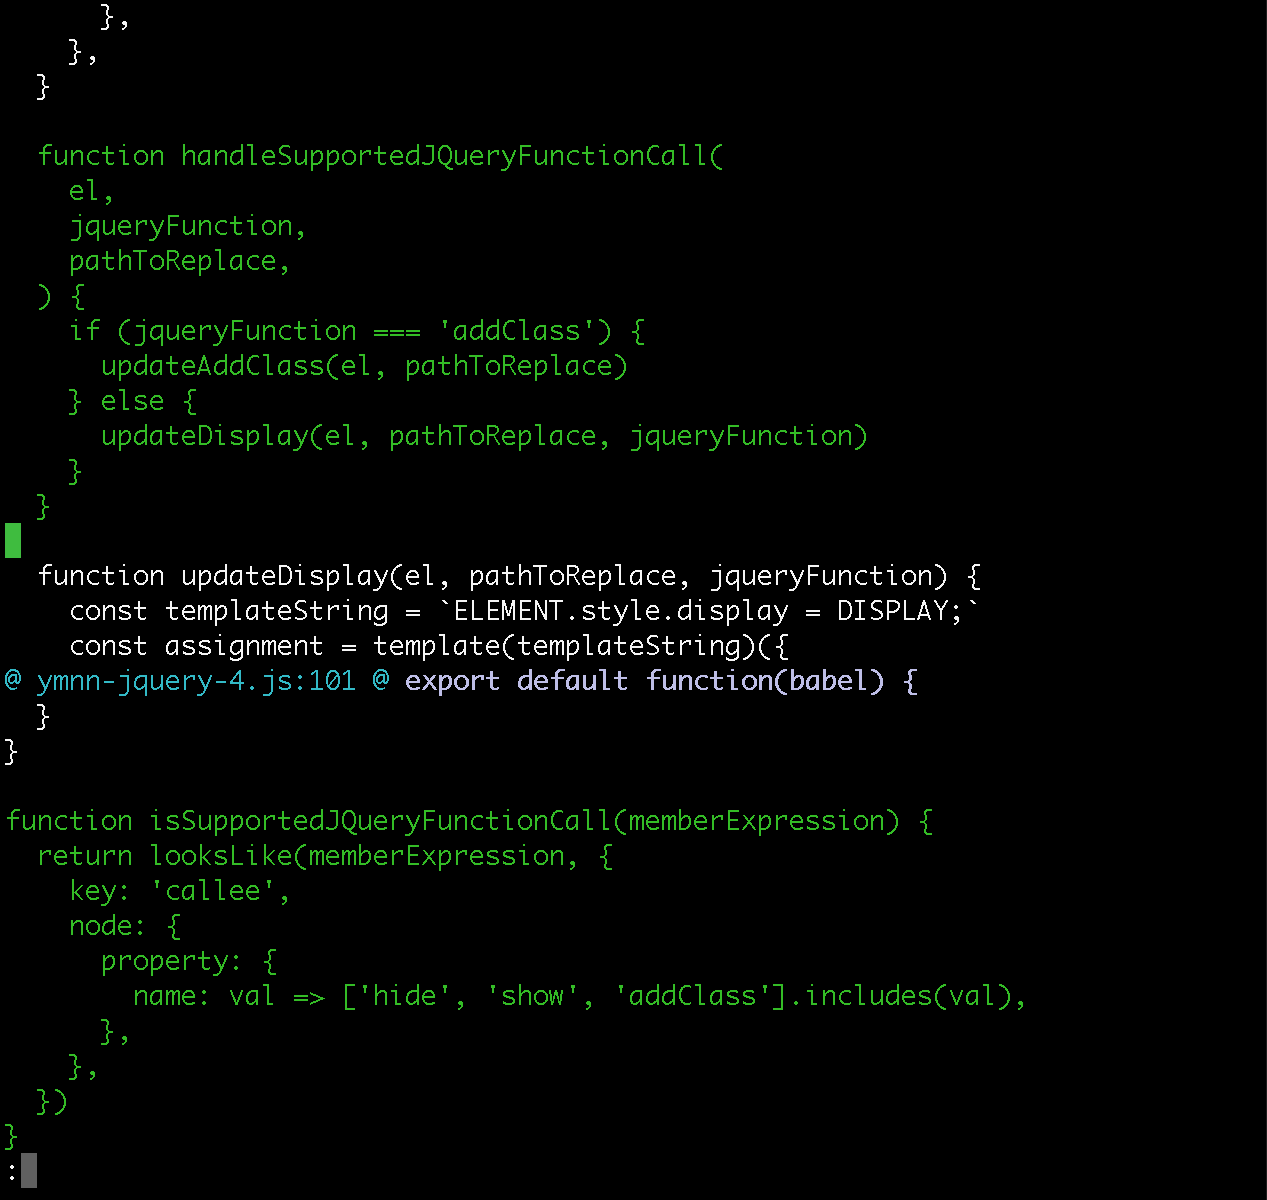 },
    },
  }

  function handleSupportedJQueryFunctionCall(
    el,
    jqueryFunction,
    pathToReplace,
  ) {
    if (jqueryFunction === 'addClass') {
      updateAddClass(el, pathToReplace)
    } else {
      updateDisplay(el, pathToReplace, jqueryFunction)
    }
  }

  function updateDisplay(el, pathToReplace, jqueryFunction) {
    const templateString = `ELEMENT.style.display = DISPLAY;`
    const assignment = template(templateString)({
@ ymnn-jquery-4.js:101 @ export default function(babel) {
  }
}

function isSupportedJQueryFunctionCall(memberExpression) {
  return looksLike(memberExpression, {
    key: 'callee',
    node: {
      property: {
        name: val => ['hide', 'show', 'addClass'].includes(val),
      },
    },
  })
}
: